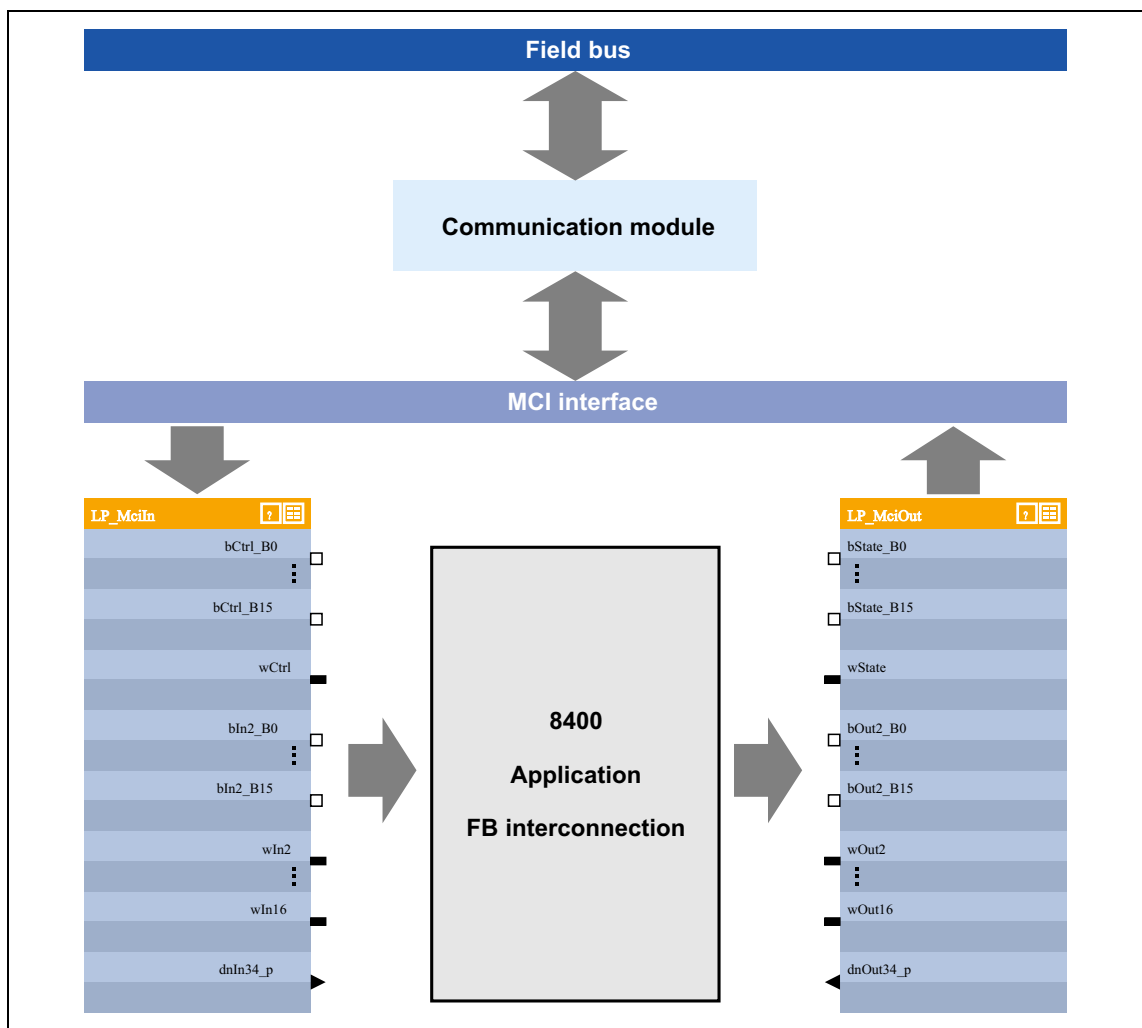 Field bus
Communication module
MCI interface
LP_MciIn
bCtrl_B0
bCtrl_B15
wCtrl
bIn2_B0
bIn2_B15
wIn2
wIn16
dnIn34_p
8400
Application
FB interconnection
LP_MciOut
bState_B0
bState_B15
wState
bOut2_B0
bOut2_B15
wOut2
wOut16
dnOut34_p